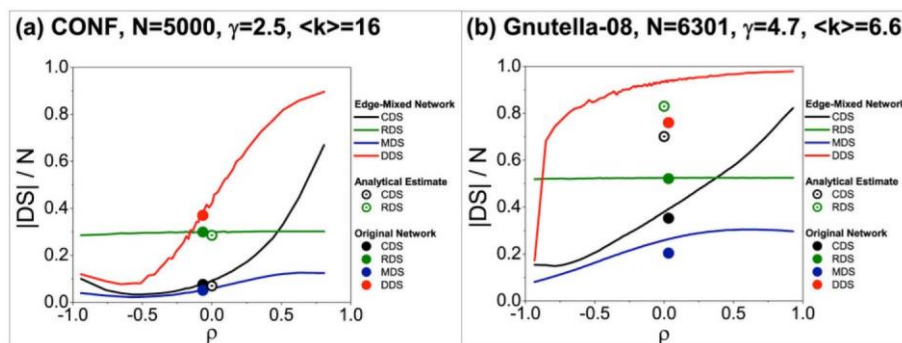 (a) CONF, N=5000, γ=2.5, <k>=16
|DS| / N
1.0
0.8
0.6
0.4
0.2
0.0
-1.0
-0.5
0.0
0.5
1.0
ρ
Edge-Mixed Network
CDS
RDS
MDS
DDS
Analytical Estimate
CDS
RDS
Original Network
CDS
RDS
MDS
DDS
(b) Gnutella-08, N=6301, γ=4.7, <k>=6.6
|DS| / N
1.0
0.8
0.6
0.4
0.2
0.0
-1.0
-0.5
0.0
0.5
1.0
ρ
Edge-Mixed Network
CDS
RDS
MDS
DDS
Analytical Estimate
CDS
RDS
Original Network
CDS
RDS
MDS
DDS